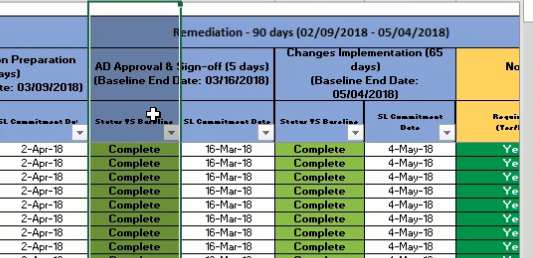 Remediation - 90 days (02/09/2018 - 05/04/2018)
n Preparation
ays)
te: 03/09/2018)
AD Approval & Sign-off (5 days)
(Baseline End Date: 03/16/2018)
Changes Implementation (65
days)
(Baseline End Date:
05/04/2018)
No
SL Commitment Da
Status VS Baseline
SL Commitment Date
Status VS Baseline
SL Commitment
Date
Requi
2-Apr-18 Complete 16-Mar-18 Complete 4-May-18 Ye
2-Apr-18 Complete 16-Mar-18 Complete 4-May-18 Ye
2-Apr-18 Complete 16-Mar-18 Complete 4-May-18 Ye
2-Apr-18 Complete 16-Mar-18 Complete 4-May-18 Ye
2-Apr-18 Complete 16-Mar-18 Complete 4-May-18 Ye
2-Apr-18 Complete 16-Mar-18 Complete 4-May-18 Ye
2-Apr-18 Complete 16-Mar-18 Complete 4-May-18 Ye
2-Apr-18 Complete 16-Mar-18 Complete 4-May-18 Ye